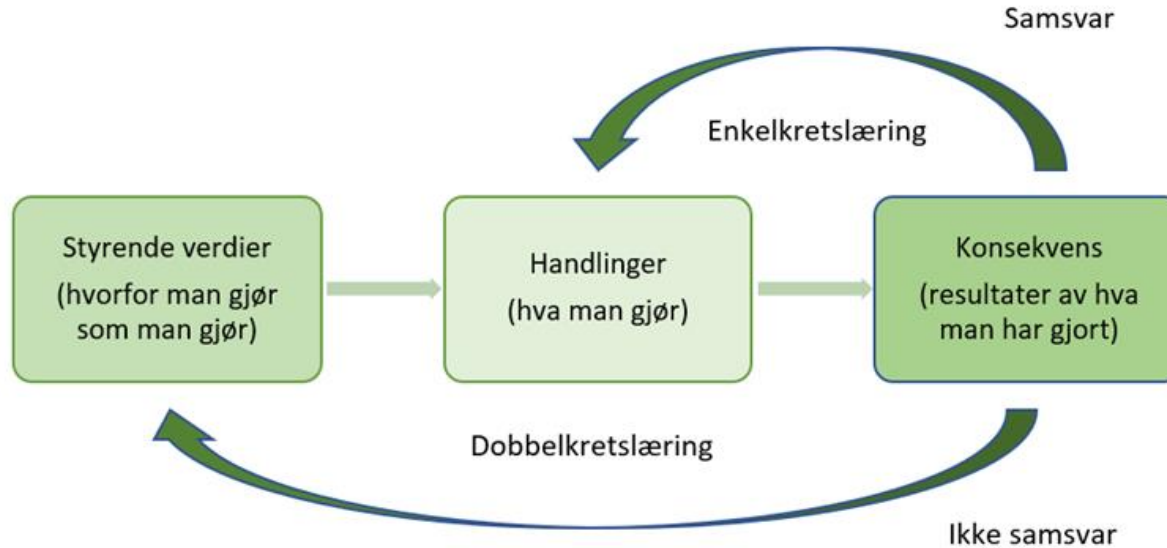 Samsvar
Enkelkretslæring
Styrende verdier
(hvorfor man gjør
som man gjør)
Handlinger
(hva man gjør)
Konsekvens
(resultater av hva
man har gjort)
Dobbelkretslæring
Ikke samsvar